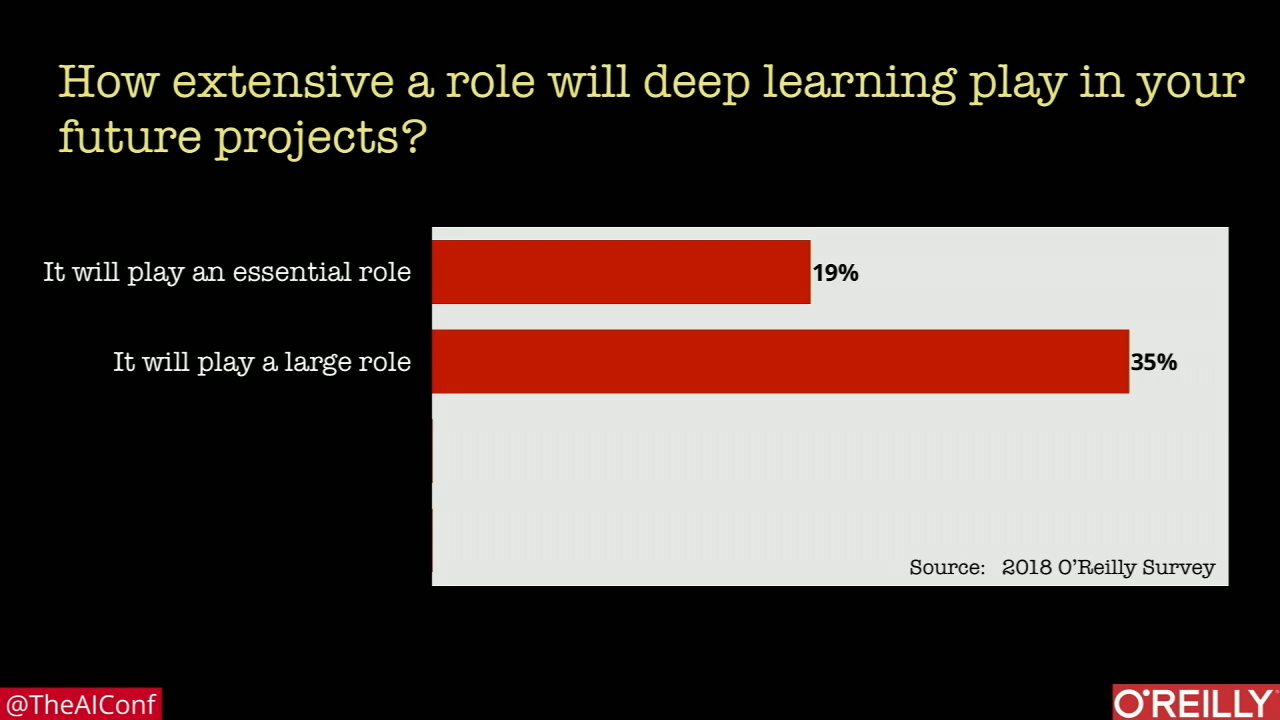 How extensive a role will deep learning play in your
future projects?
It will play an essential role
19%
It will play a large role
35%
Source: 2018 O'Reilly Survey
@TheAIConf
O'REILLY